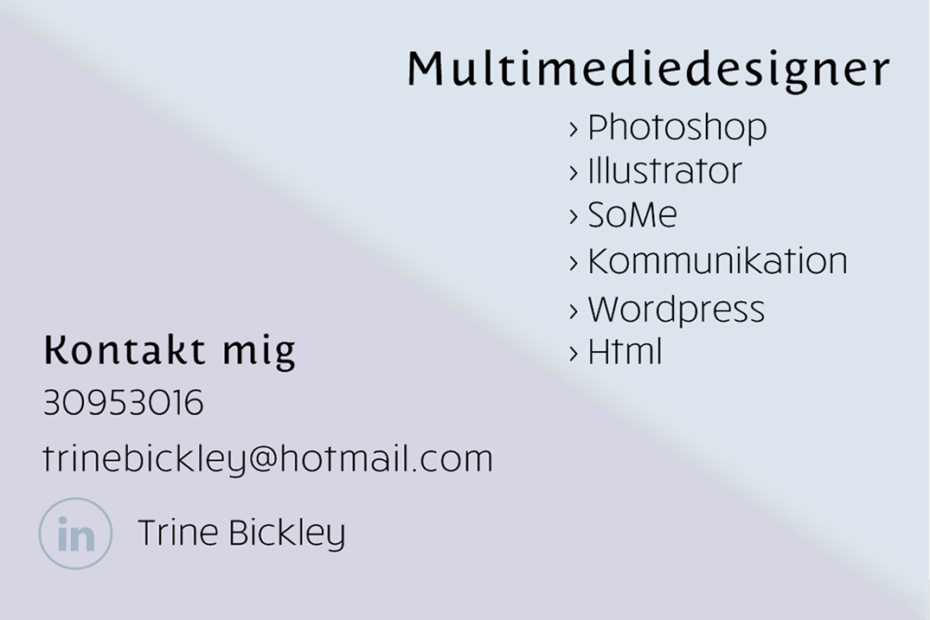 Multimediedesigner
› Photoshop
› Illustrator
› SoMe
› Kommunikation
› Wordpress
› Html
Kontakt mig
30953016
trinebickley@hotmail.com
in Trine Bickley